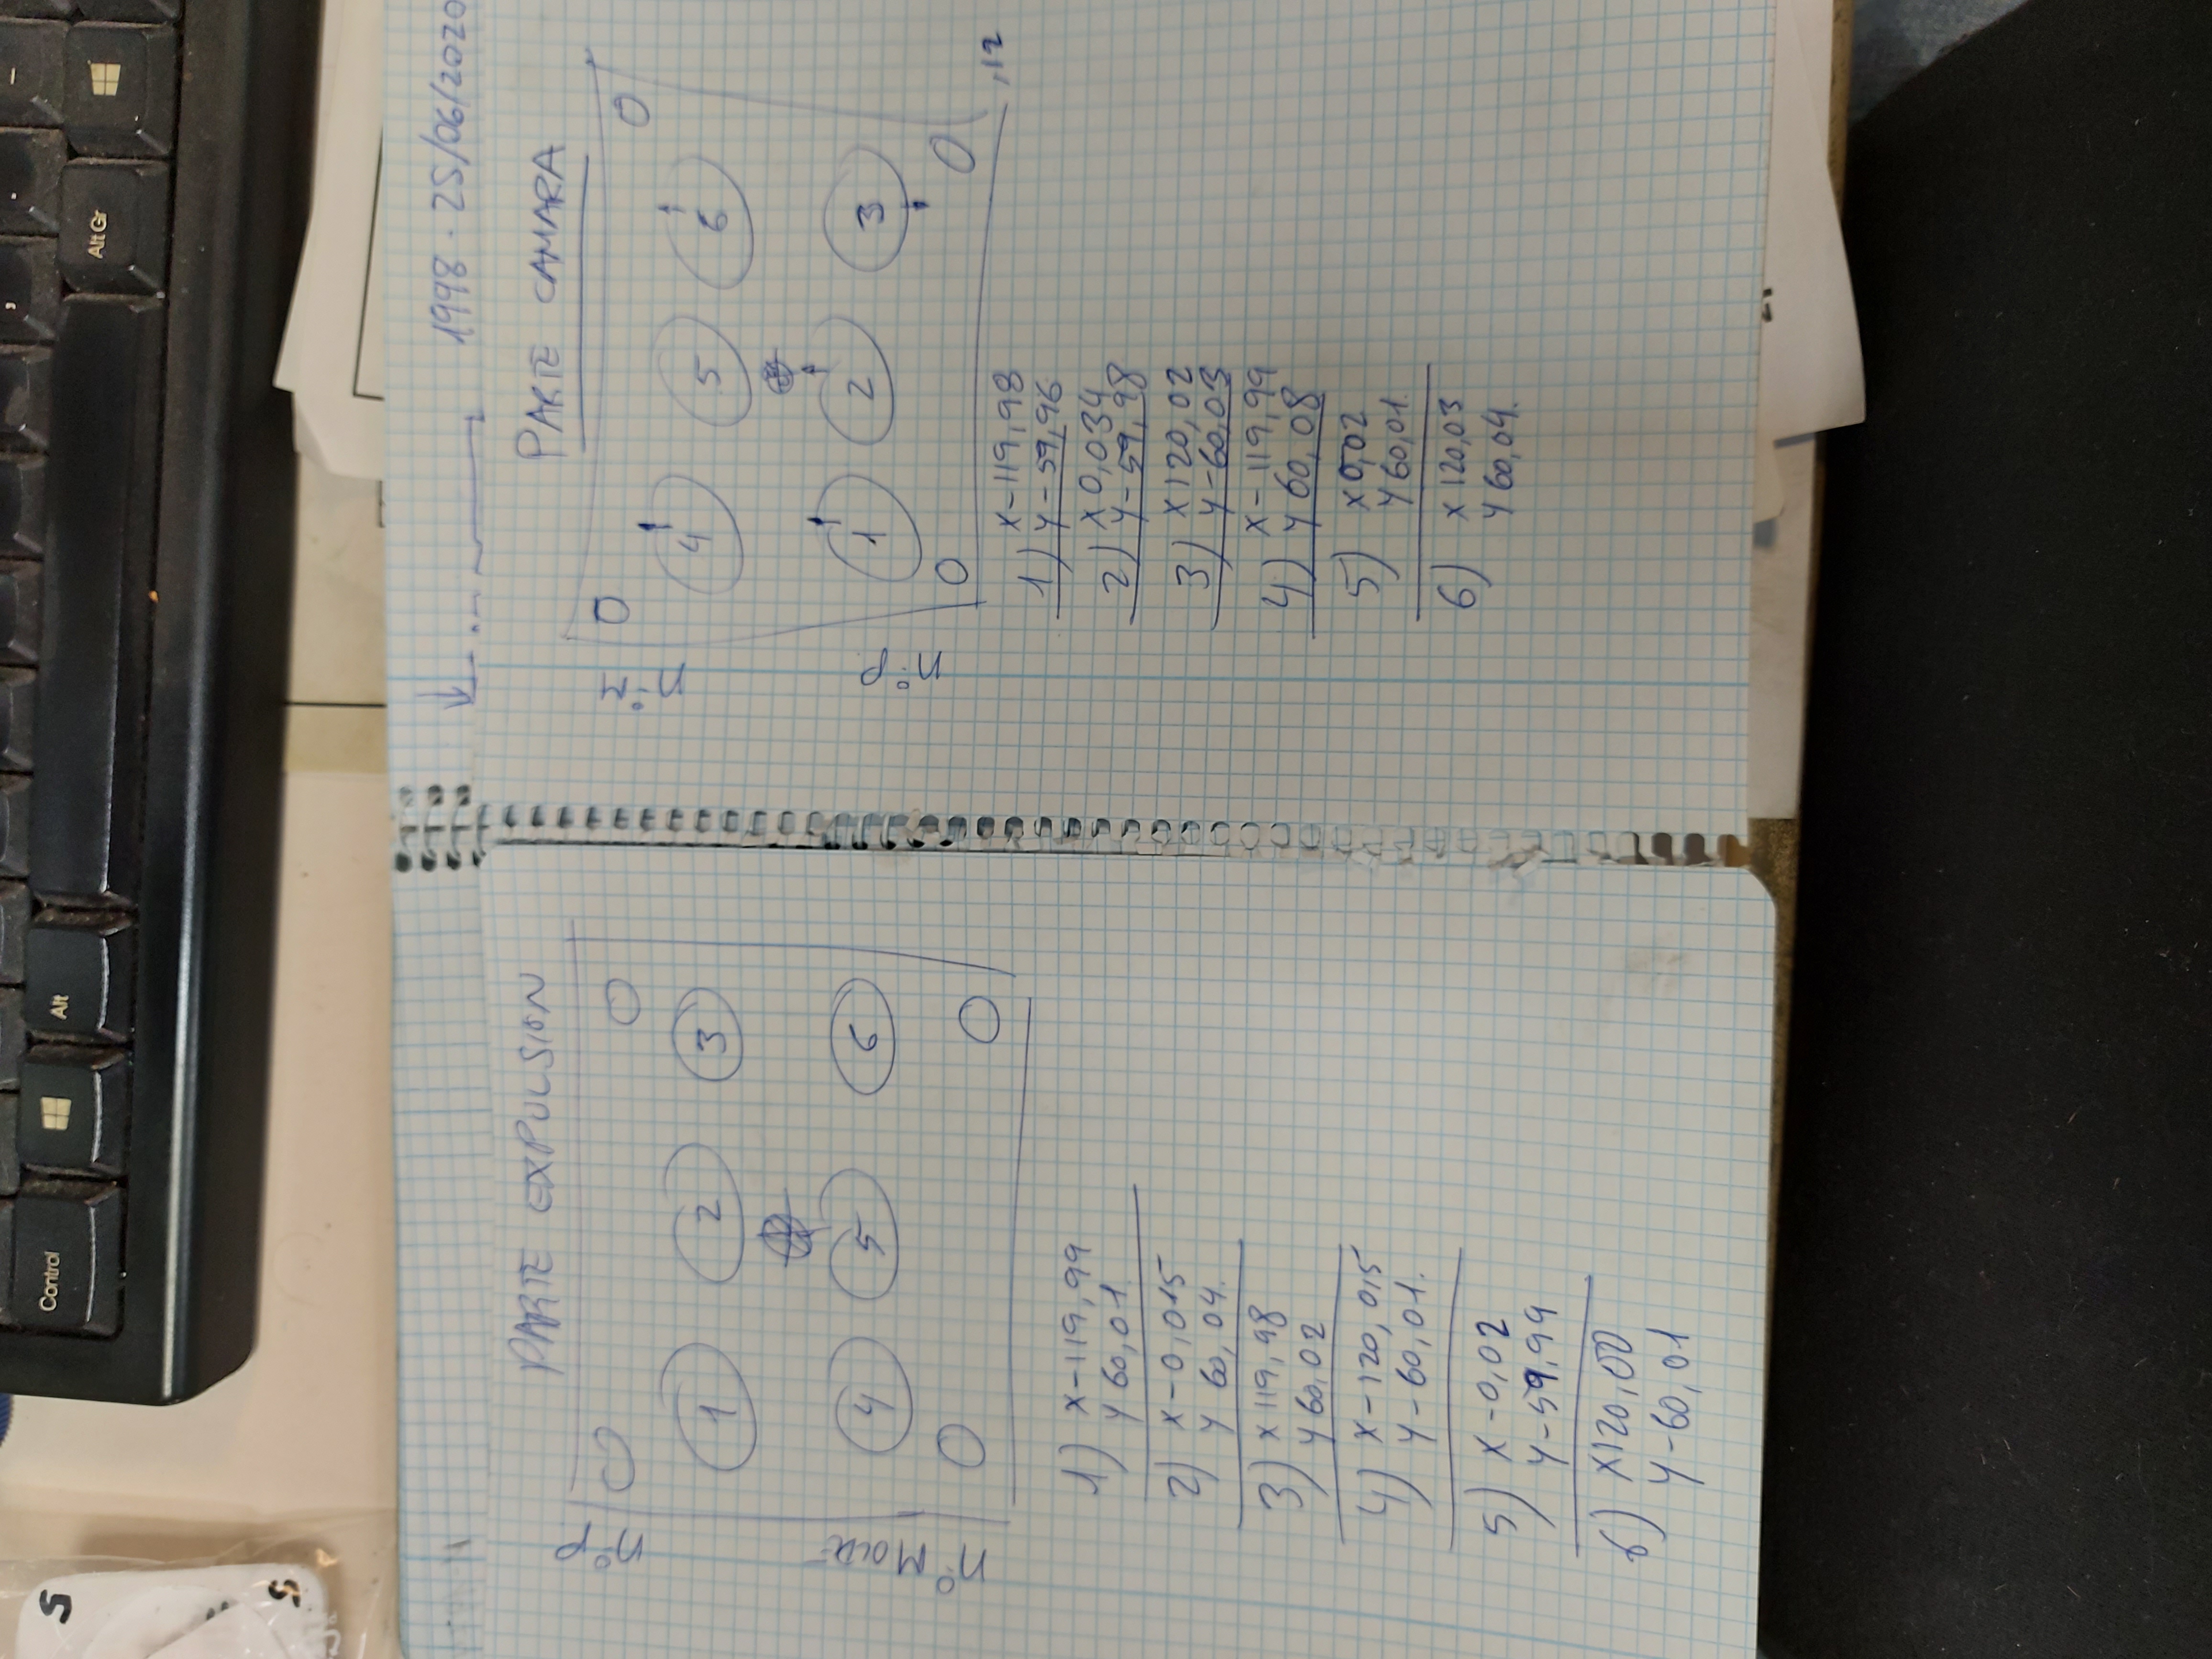 S
S
Control
Alt
Alt Gr
PARTE EXPULSION
nº P
nº MOLDE
1
2
3
4
5
6
1) X-119,99
Y 60,01.
2) X-0,015
Y 60,04.
3) X 119,98
Y 60,02
4) X-120,015
Y-60,01.
5) X-0,02
Y-59,99
6) X120,00
Y-60,01
1998 - 25/06/2020
PARTE CAMARA
nº P
4
5
6
1
2
3
,12
1) X-119,98
Y-59,96
2) X 0,034
Y-59,98
3) X120,02
Y-60,03
4) X-119,99
Y 60,08
5) X0,02
Y 60,01.
6) X 120,03
Y 60,04.